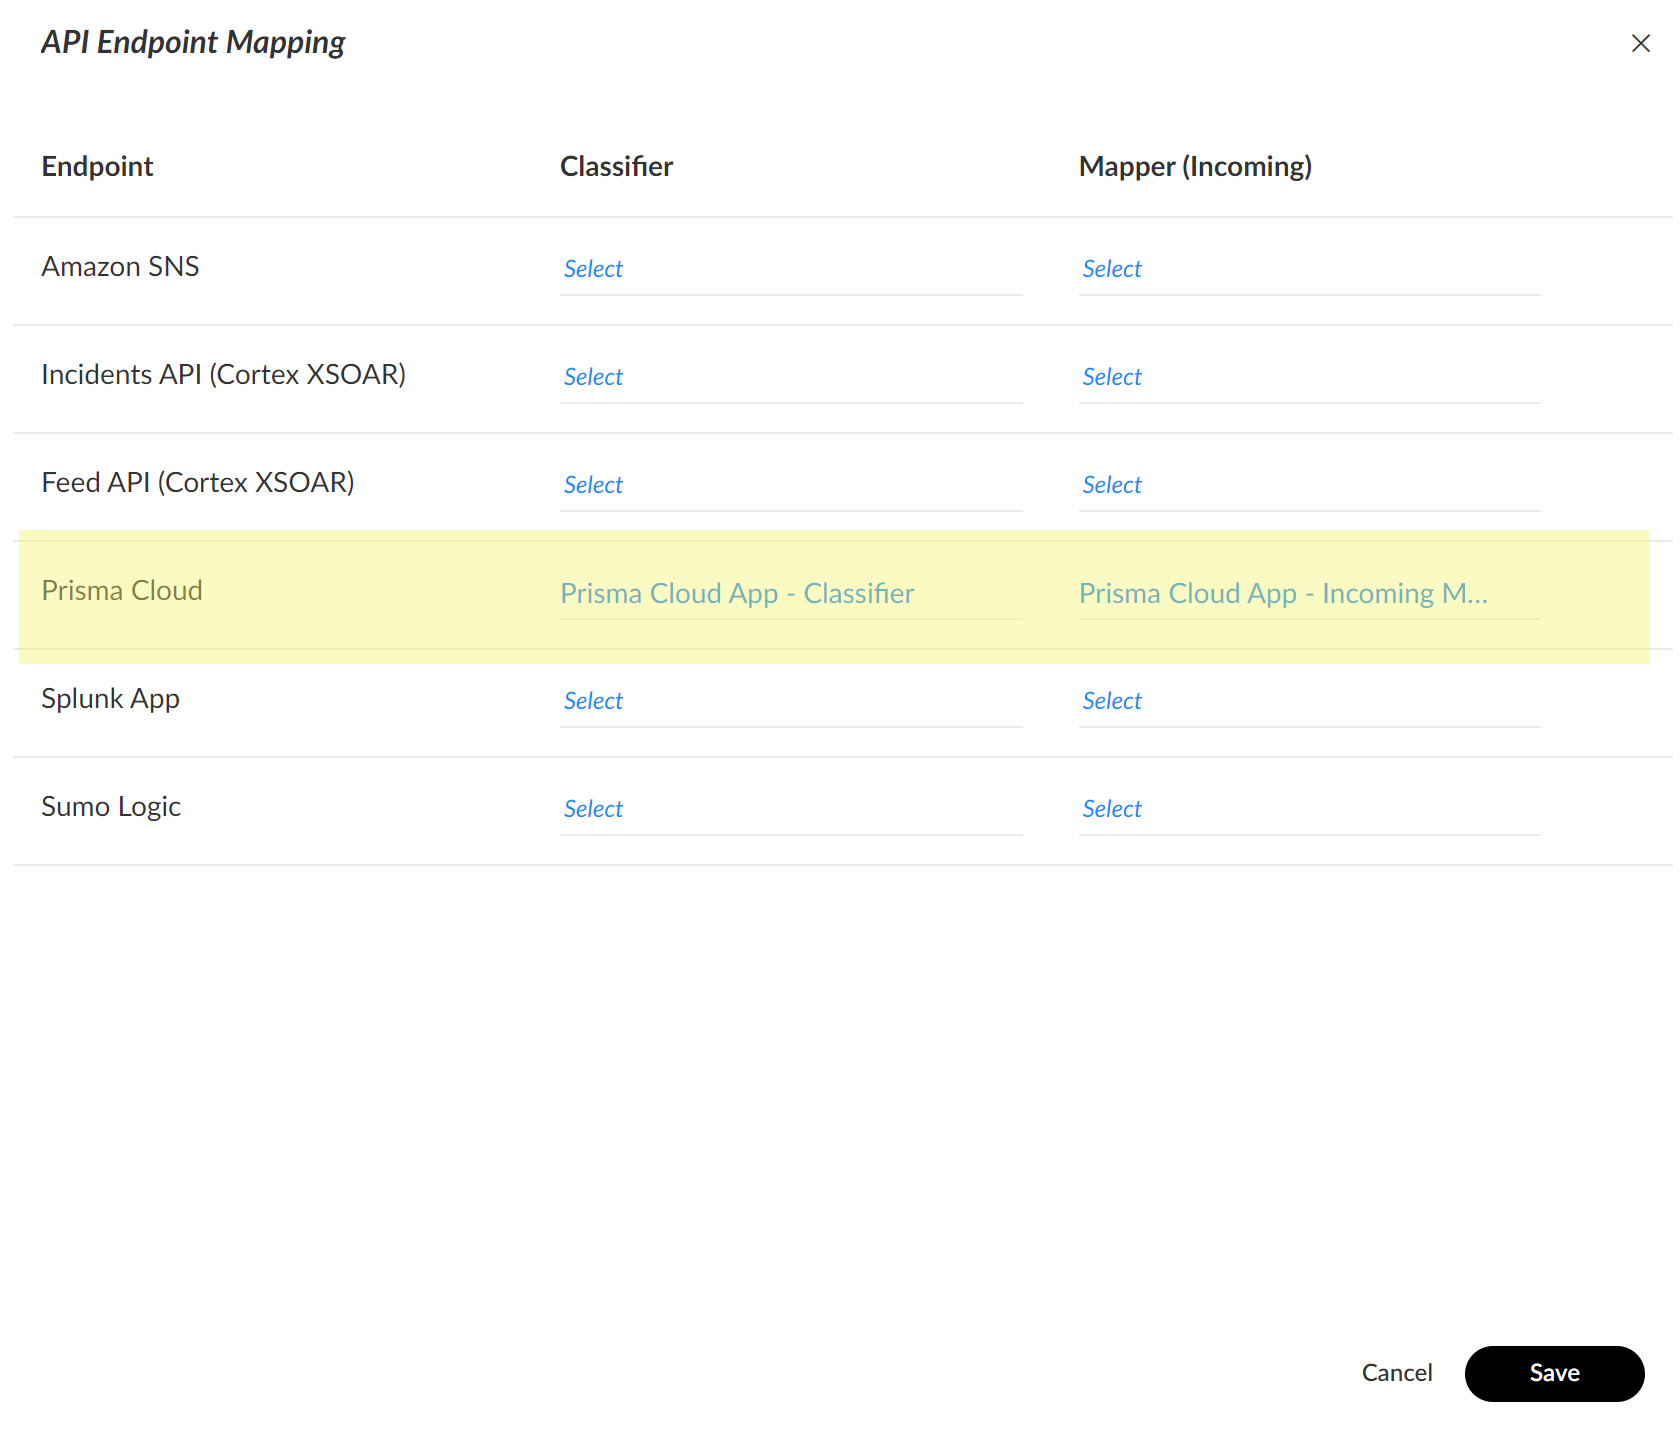 API Endpoint Mapping
Endpoint Classifier Mapper (Incoming)
Amazon SNS Select Select
Incidents API (Cortex XSOAR) Select Select
Feed API (Cortex XSOAR) Select Select
Prisma Cloud Prisma Cloud App - Classifier Prisma Cloud App - Incoming M...
Splunk App Select Select
Sumo Logic Select Select
Cancel Save